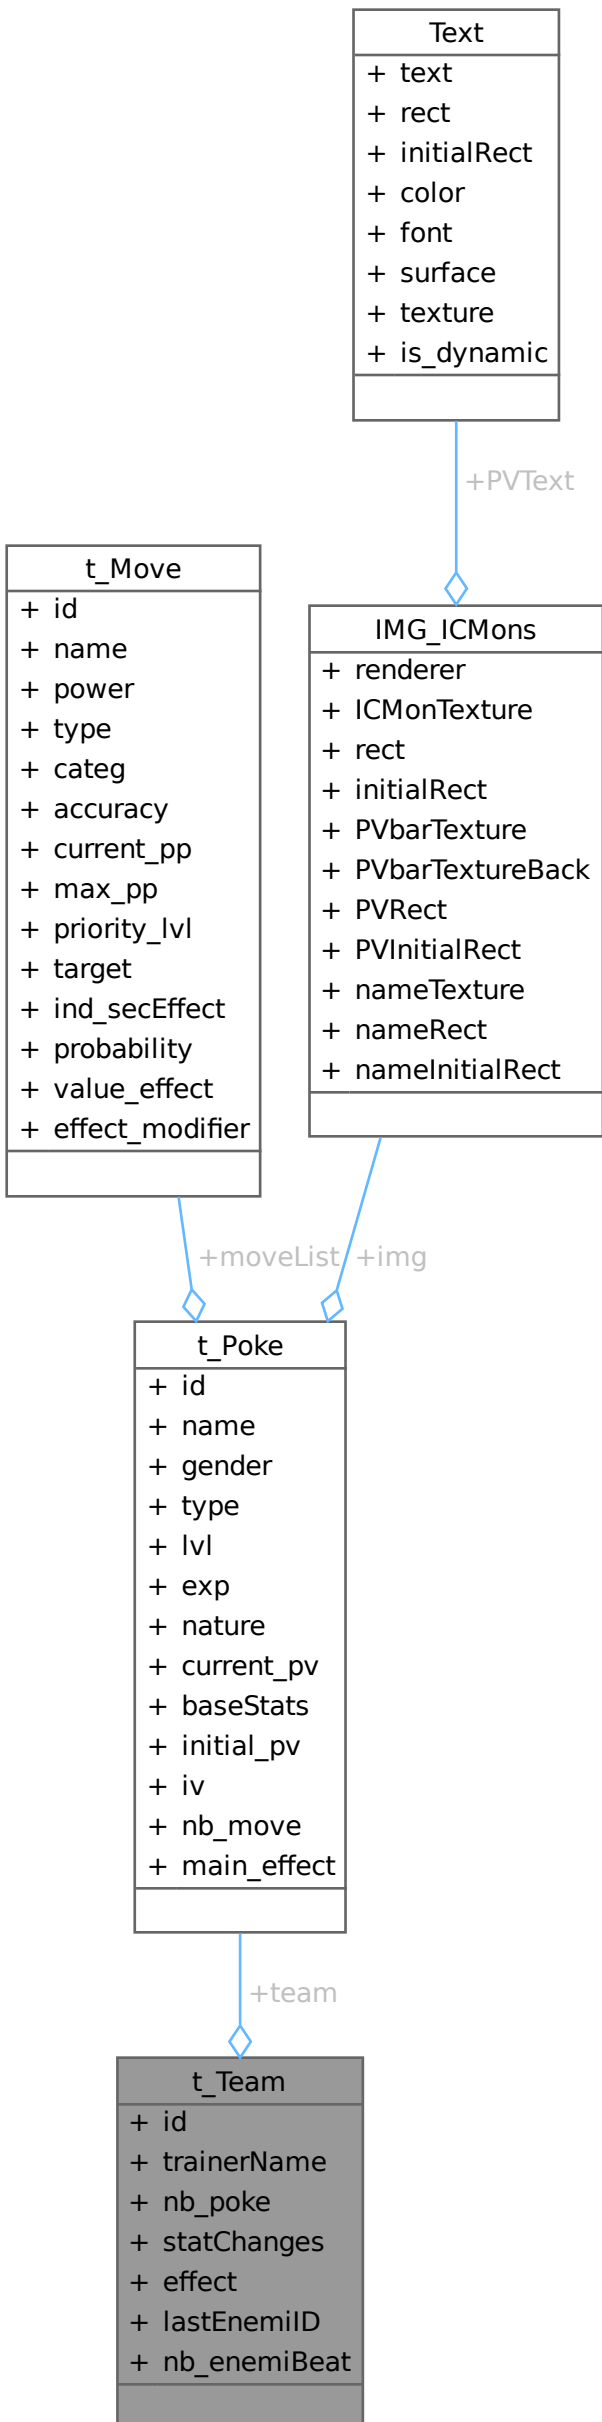 Text
+ text
+ rect
+ initialRect
+ color
+ font
+ surface
+ texture
+ is_dynamic
+PVText
t_Move
+ id
+ name
+ power
+ type
+ categ
+ accuracy
+ current_pp
+ max_pp
+ priority_lvl
+ target
+ ind_secEffect
+ probability
+ value_effect
+ effect_modifier
IMG_ICMons
+ renderer
+ ICMonTexture
+ rect
+ initialRect
+ PVbarTexture
+ PVbarTextureBack
+ PVRect
+ PVInitialRect
+ nameTexture
+ nameRect
+ nameInitialRect
+moveList
+img
t_Poke
+ id
+ name
+ gender
+ type
+ lvl
+ exp
+ nature
+ current_pv
+ baseStats
+ initial_pv
+ iv
+ nb_move
+ main_effect
+team
t_Team
+ id
+ trainerName
+ nb_poke
+ statChanges
+ effect
+ lastEnemiID
+ nb_enemiBeat